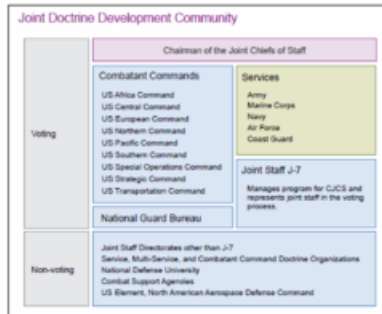 Joint Doctrine Development Community
Voting
Chairman of the Joint Chiefs of Staff
Combatant Commands
US Africa Command
US Central Command
US European Command
US Northern Command
US Pacific Command
US Southern Command
US Special Operations Command
US Strategic Command
US Transportation Command
National Guard Bureau
Services
Army
Marine Corps
Navy
Air Force
Coast Guard
Joint Staff J-7
Manages program for CJCS and
represents joint staff in the voting
process.
Non-voting
Joint Staff Directorates other than J-7
Service, Multi-Service, and Combatant Command Doctrine Organizations
National Defense University
Combat Support Agencies
US Element, North American Aerospace Defense Command